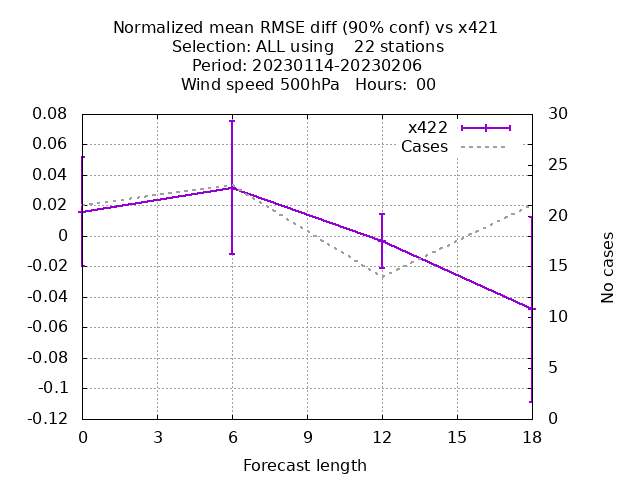 Normalized mean RMSE diff (90% conf) vs x421
Selection: ALL using    22 stations
Period: 20230114-20230206
Wind speed 500hPa   Hours:  00
x422
Cases
0.08
0.06
0.04
0.02
0
-0.02
-0.04
-0.06
-0.08
-0.1
-0.12
30
25
20
15
10
5
0
No cases
0 3 6 9 12 15 18
Forecast length